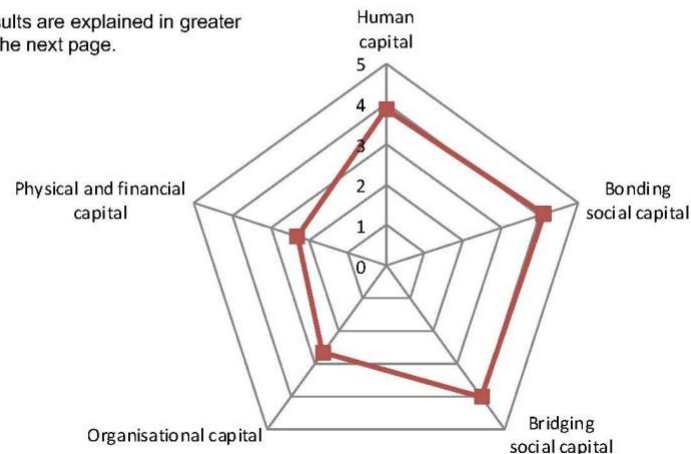 sults are explained in greater
he next page.
Human
capital
5
4
3
2
1
0
Physical and financial
capital
Bonding
social capital
Organisational capital
Bridging
social capital